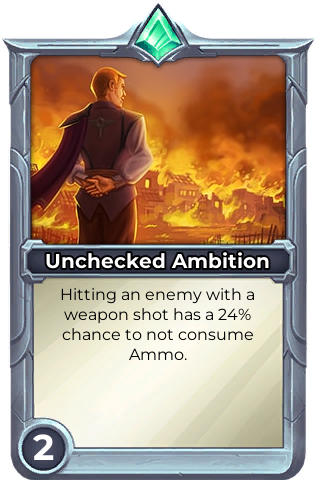 Unchecked Ambition
Hitting an enemy with a
weapon shot has a 24%
chance to not consume
Ammo.
2